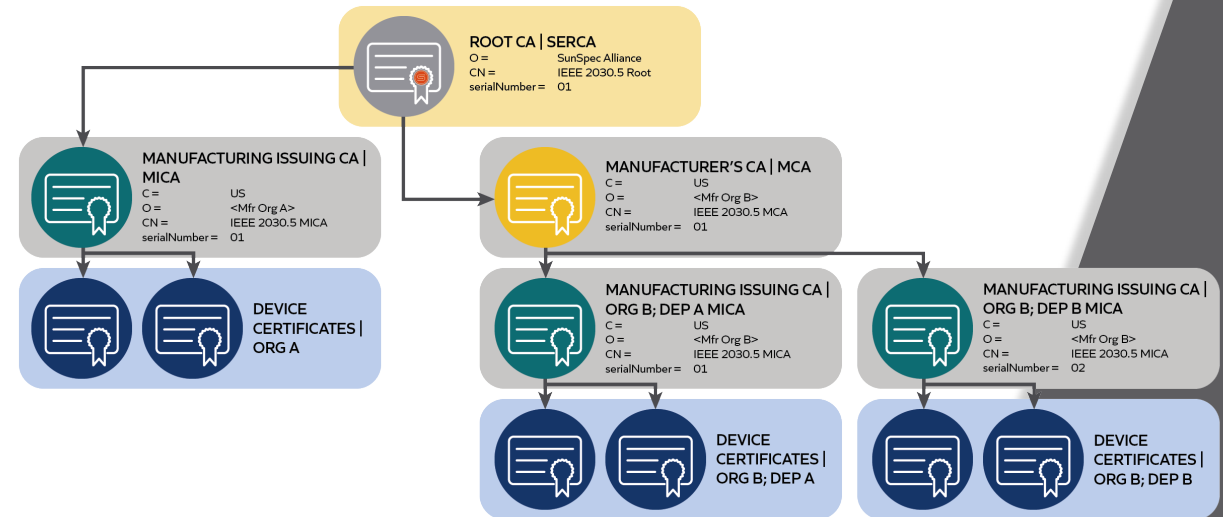 ROOT CA | SERCA
O = SunSpec Alliance
CN = IEEE 2030.5 Root
serialNumber = 01
MANUFACTURING ISSUING CA |
MICA
C = US
O = <Mfr Org A>
CN = IEEE 2030.5 MICA
serialNumber = 01
MANUFACTURER'S CA | MCA
C = US
O = <Mfr Org B>
CN = IEEE 2030.5 MCA
serialNumber = 01
DEVICE
CERTIFICATES |
ORG A
MANUFACTURING ISSUING CA |
ORG B; DEP A MICA
C = US
O = <Mfr Org B>
CN = IEEE 2030.5 MICA
serialNumber = 01
MANUFACTURING ISSUING CA |
ORG B; DEP B MICA
C = US
O = <Mfr Org B>
CN = IEEE 2030.5 MICA
serialNumber = 02
DEVICE
CERTIFICATES |
ORG B; DEP A
DEVICE
CERTIFICATES |
ORG B; DEP B